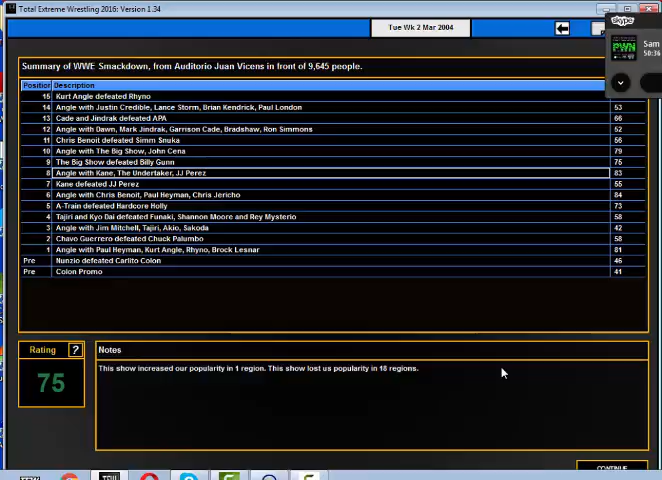 Total Extreme Wrestling 2016: Version 1.34
Tue Wk 2 Mar 2004
skype
PWN
Sam
50:36
Summary of WWE Smackdown, from Auditorio Juan Vicens in front of 9,645 people.
Position Description
15 Kurt Angle defeated Rhyno
14 Angle with Justin Credible, Lance Storm, Brian Kendrick, Paul London 53
13 Cade and Jindrak defeated APA 66
12 Angle with Dawn, Mark Jindrak, Garrison Cade, Bradshaw, Ron Simmons 52
11 Chris Benoit defeated Simm Snuka 56
10 Angle with The Big Show, John Cena 79
9 The Big Show defeated Billy Gunn 75
8 Angle with Kane, The Undertaker, JJ Perez 83
7 Kane defeated JJ Perez 55
6 Angle with Chris Benoit, Paul Heyman, Chris Jericho 84
5 A-Train defeated Hardcore Holly 73
4 Tajiri and Kyo Dai defeated Funaki, Shannon Moore and Rey Mysterio 58
3 Angle with Jim Mitchell, Tajiri, Akio, Sakoda 42
2 Chavo Guerrero defeated Chuck Palumbo 58
1 Angle with Paul Heyman, Kurt Angle, Rhyno, Brock Lesnar 81
Pre Nunzio defeated Carlito Colon 46
Pre Colon Promo 41
Rating ?
75
Notes
This show increased our popularity in 1 region. This show lost us popularity in 18 regions.
CONTINUE